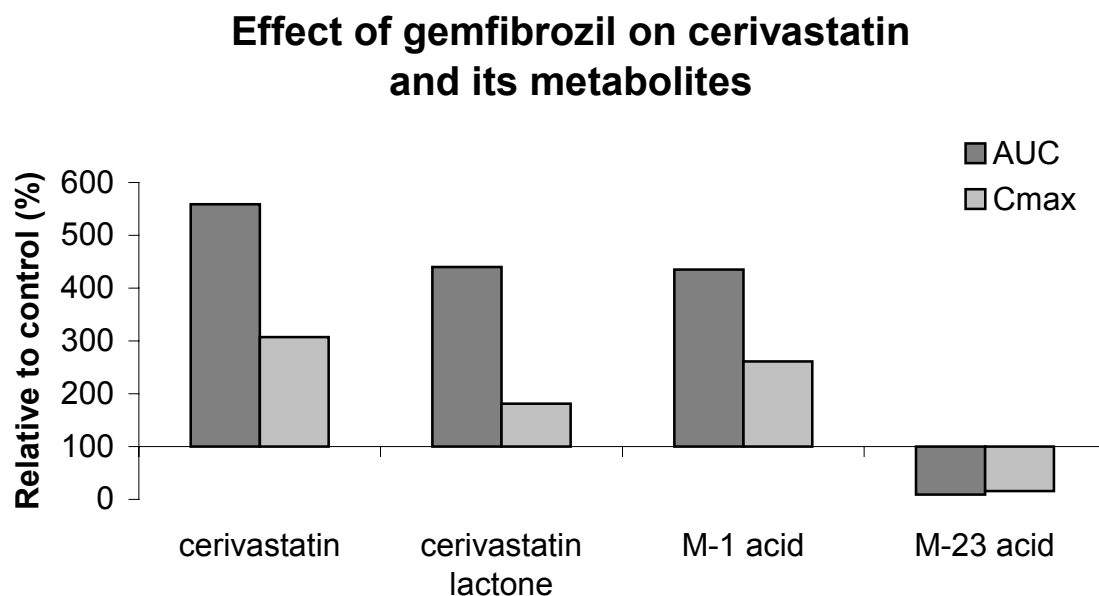 Effect of gemfibrozil on cerivastatin
and its metabolites
AUC
Cmax
Relative to control (%)
600
500
400
300
200
100
0
cerivastatin
cerivastatin
lactone
M-1 acid
M-23 acid